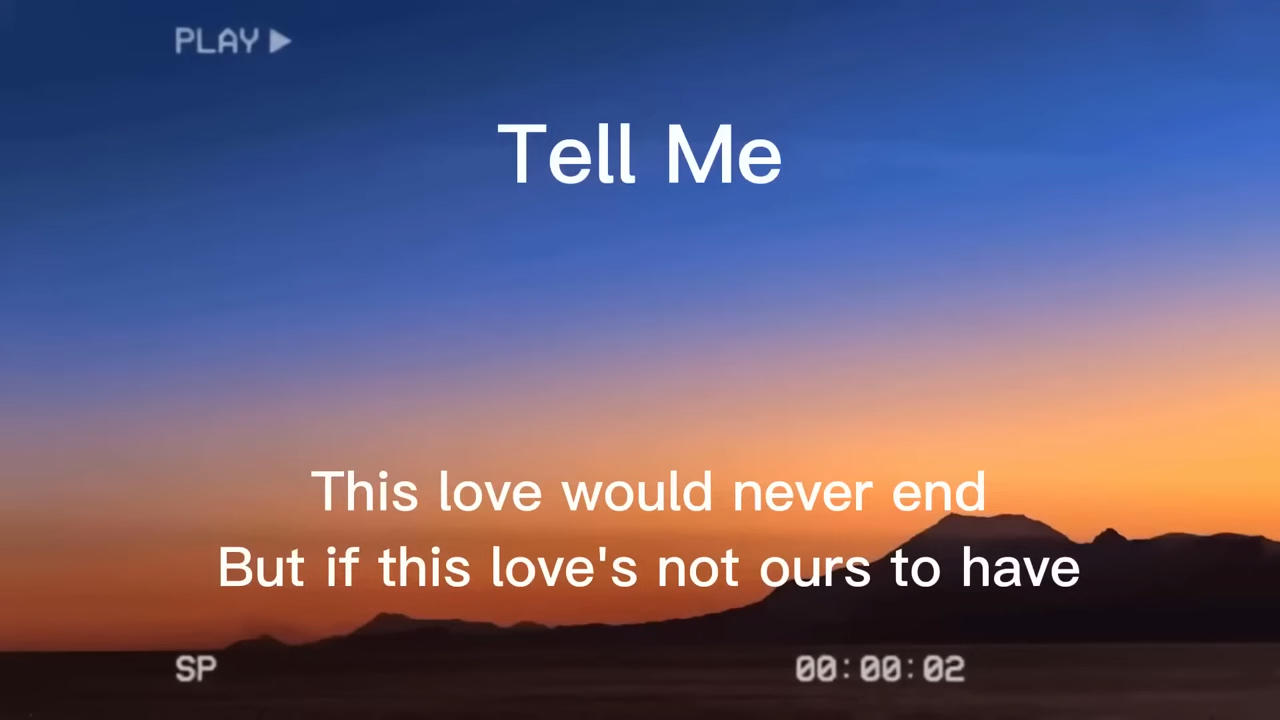 PLAY ▶
Tell Me
This love would never end
But if this love's not ours to have
SP
00:00:02